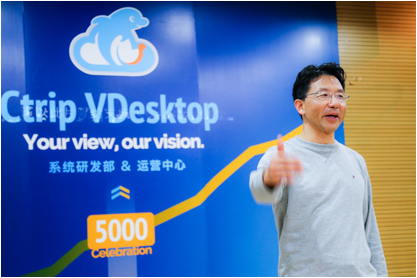 Ctrip VDesktop
Your view, our vision.
系统研发部 & 运营中心
5000
Celebration